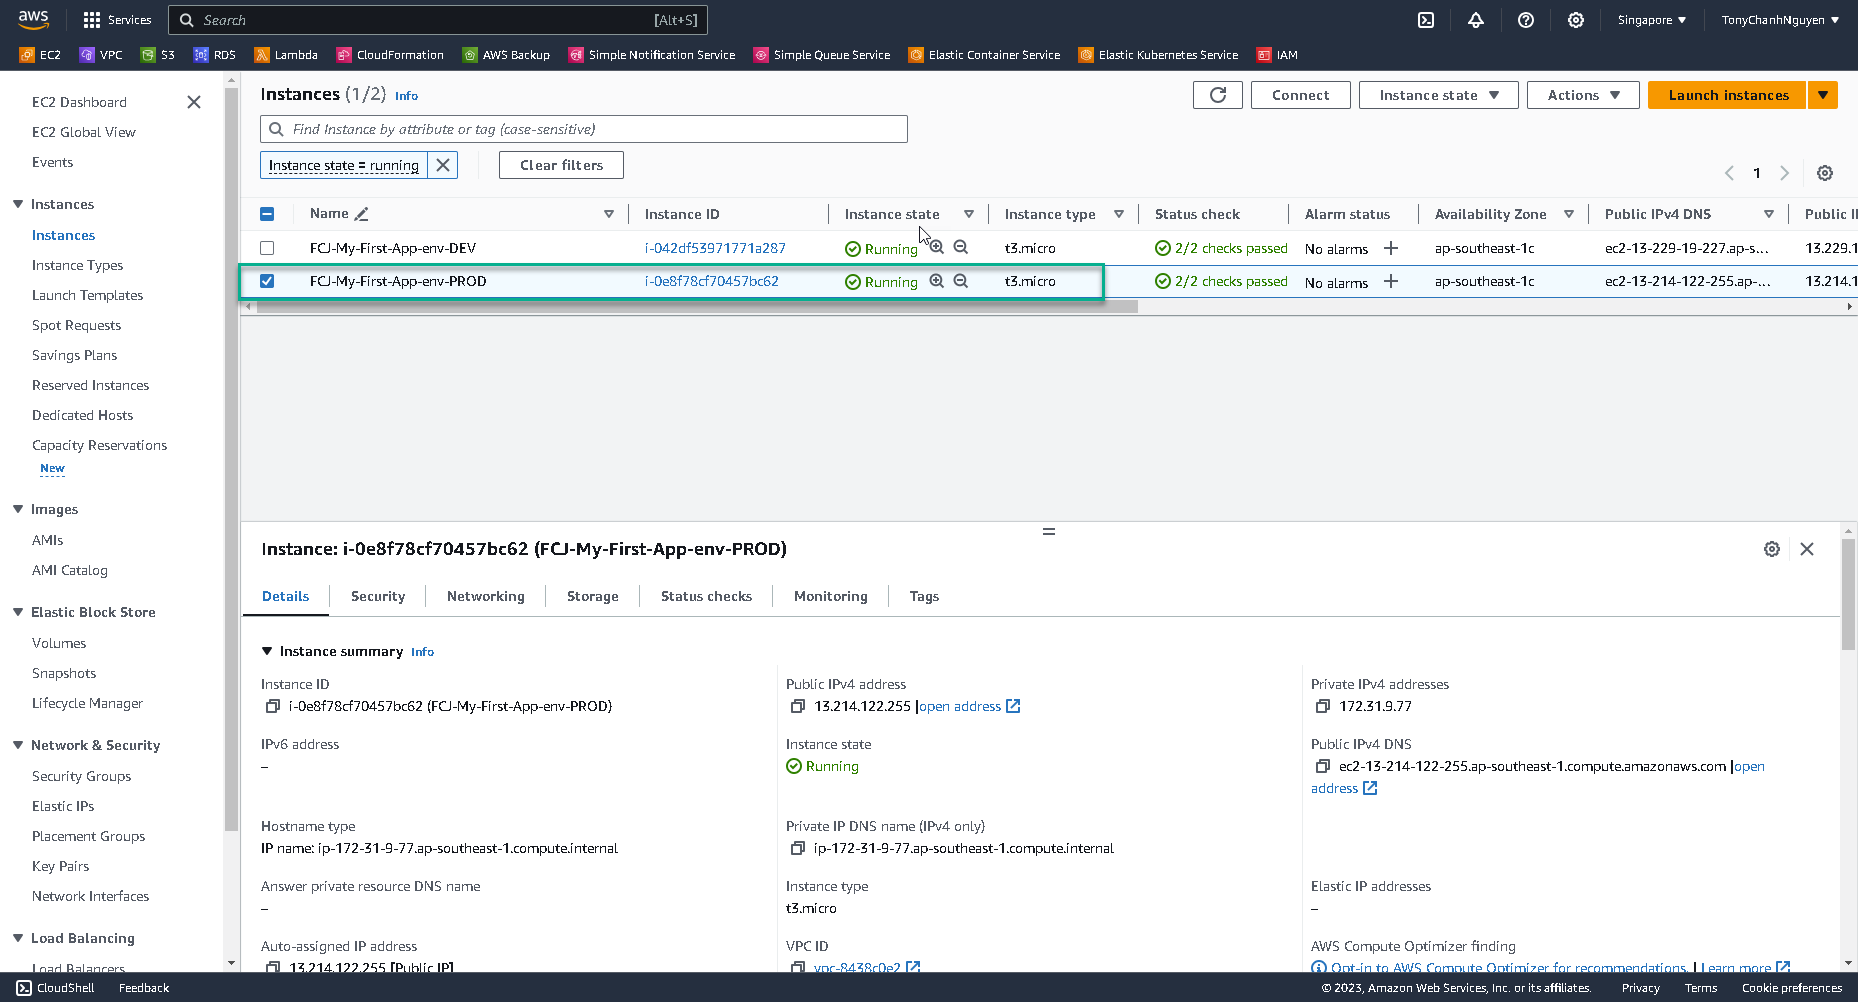 aws
Services
Search
[Alt+S]
Singapore
TonyChanhNguyen
EC2
VPC
S3
RDS
Lambda
CloudFormation
AWS Backup
Simple Notification Service
Simple Queue Service
Elastic Container Service
Elastic Kubernetes Service
IAM
EC2 Dashboard
EC2 Global View
Events
Instances
Instances
Instance Types
Launch Templates
Spot Requests
Savings Plans
Reserved Instances
Dedicated Hosts
Capacity Reservations
New
Images
AMIs
AMI Catalog
Elastic Block Store
Volumes
Snapshots
Lifecycle Manager
Network & Security
Security Groups
Elastic IPs
Placement Groups
Key Pairs
Network Interfaces
Load Balancing
Load Balancers
Instances (1/2) Info
Connect
Instance state
Actions
Launch instances
Find Instance by attribute or tag (case-sensitive)
Instance state = running
Clear filters
1
Name Instance ID Instance state Instance type Status check Alarm status Availability Zone Public IPv4 DNS Public I
FCJ-My-First-App-env-DEV i-042df53971771a287 Running t3.micro 2/2 checks passed No alarms ap-southeast-1c ec2-13-229-19-227.ap-s... 13.229.1
FCJ-My-First-App-env-PROD i-0e8f78cf70457bc62 Running t3.micro 2/2 checks passed No alarms ap-southeast-1c ec2-13-214-122-255.ap-... 13.214.1
Instance: i-0e8f78cf70457bc62 (FCJ-My-First-App-env-PROD)
Details Security Networking Storage Status checks Monitoring Tags
Instance summary Info
Instance ID
i-0e8f78cf70457bc62 (FCJ-My-First-App-env-PROD)
Public IPv4 address
13.214.122.255 |open address
Private IPv4 addresses
172.31.9.77
IPv6 address
–
Instance state
Running
Public IPv4 DNS
ec2-13-214-122-255.ap-southeast-1.compute.amazonaws.com |open
address
Hostname type
IP name: ip-172-31-9-77.ap-southeast-1.compute.internal
Private IP DNS name (IPv4 only)
ip-172-31-9-77.ap-southeast-1.compute.internal
Answer private resource DNS name
–
Instance type
t3.micro
Elastic IP addresses
–
Auto-assigned IP address
13.214.122.255 [Public IP]
VPC ID
vpc-8438c0e2
AWS Compute Optimizer finding
Opt-in to AWS Compute Optimizer for recommendations. | Learn more
CloudShell
Feedback
© 2023, Amazon Web Services, Inc. or its affiliates.
Privacy
Terms
Cookie preferences